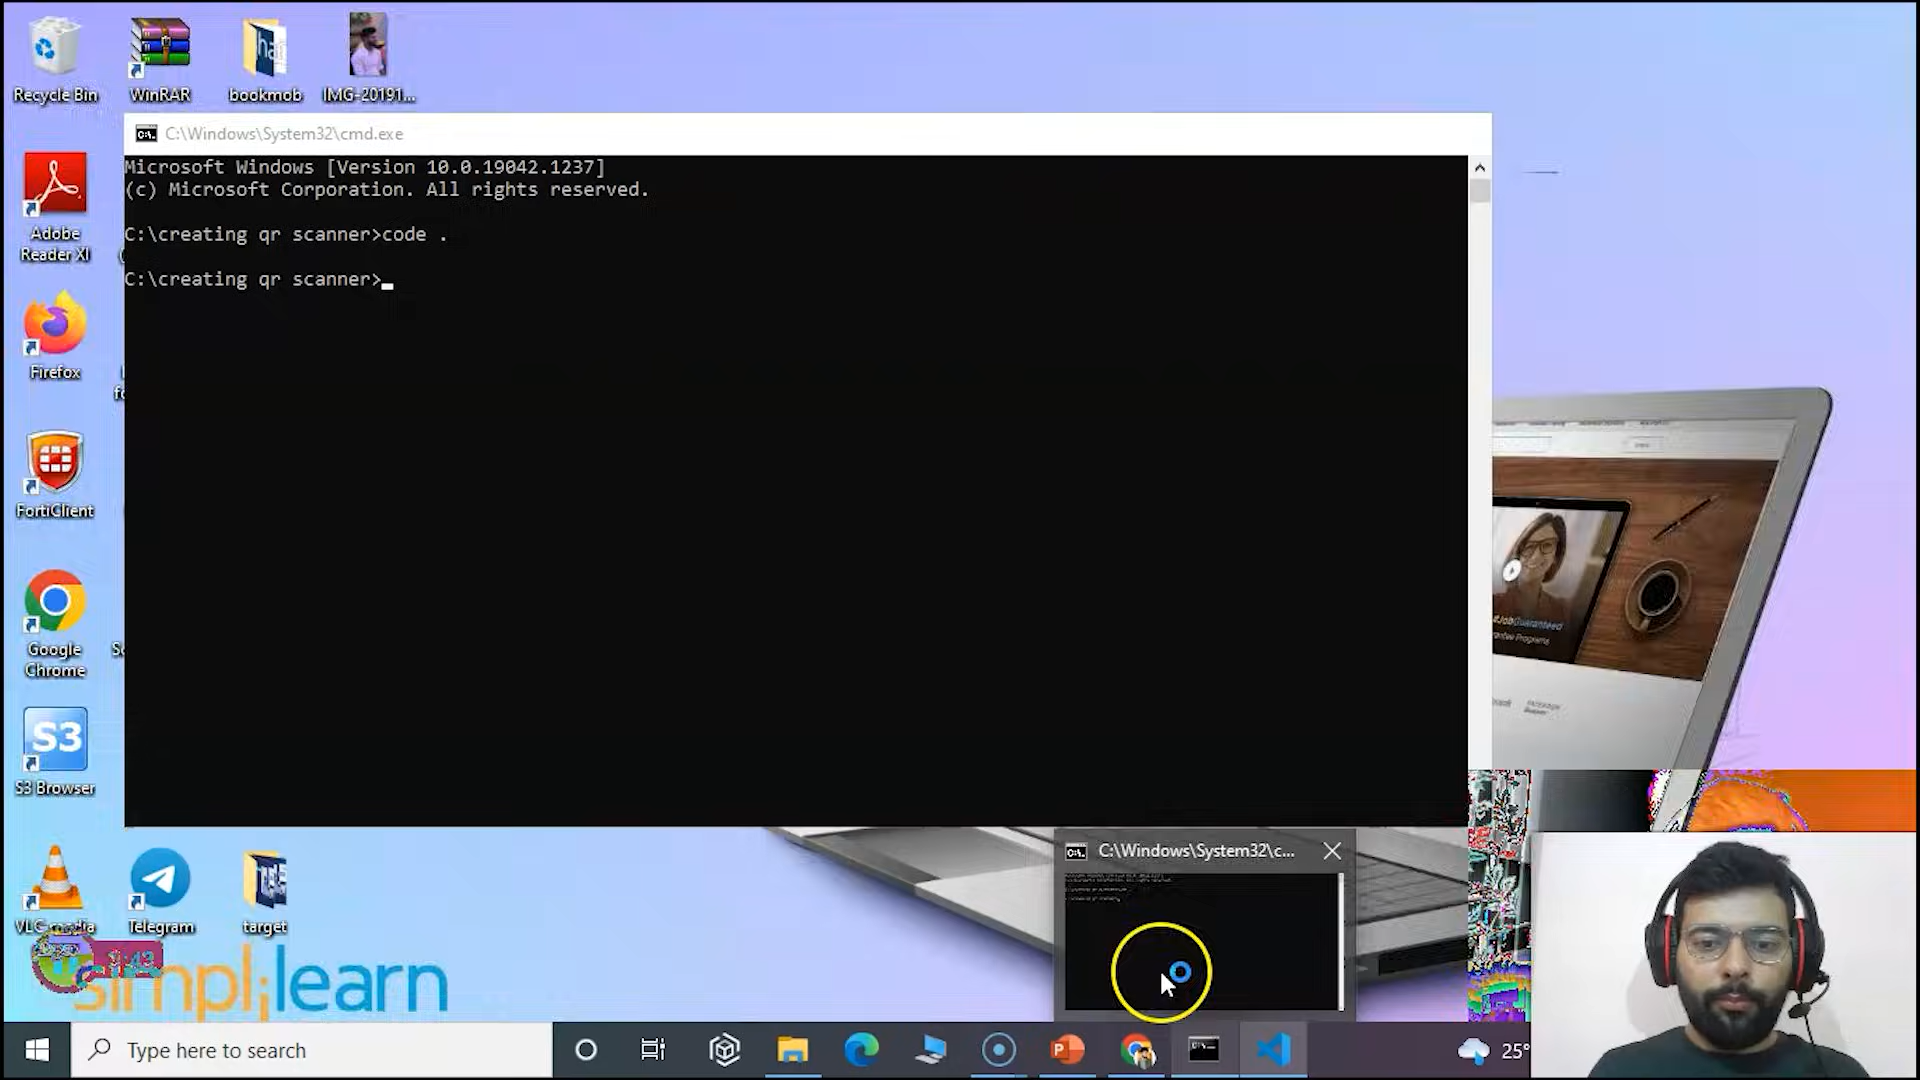 Recycle Bin
WinRAR
bookmob
IMG-20191...
C:\Windows\System32\cmd.exe
Microsoft Windows [Version 10.0.19042.1237]
(c) Microsoft Corporation. All rights reserved.
C:\creating qr scanner>code .
C:\creating qr scanner>
Adobe
Reader XI
Firefox
FortiClient
Google
Chrome
S3
S3 Browser
VLC media
Telegram
target
simplilearn
C:\Windows\System32\c...
Type here to search
25°